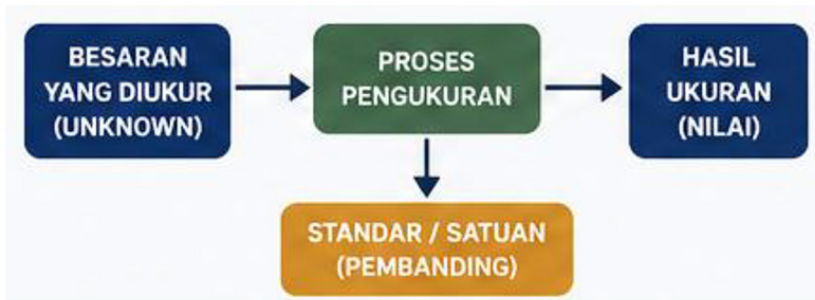 BESARAN
YANG DIUKUR
(UNKNOWN)
PROSES
PENGUKURAN
HASIL
UKURAN
(NILAI)
STANDAR / SATUAN
(PEMBANDING)